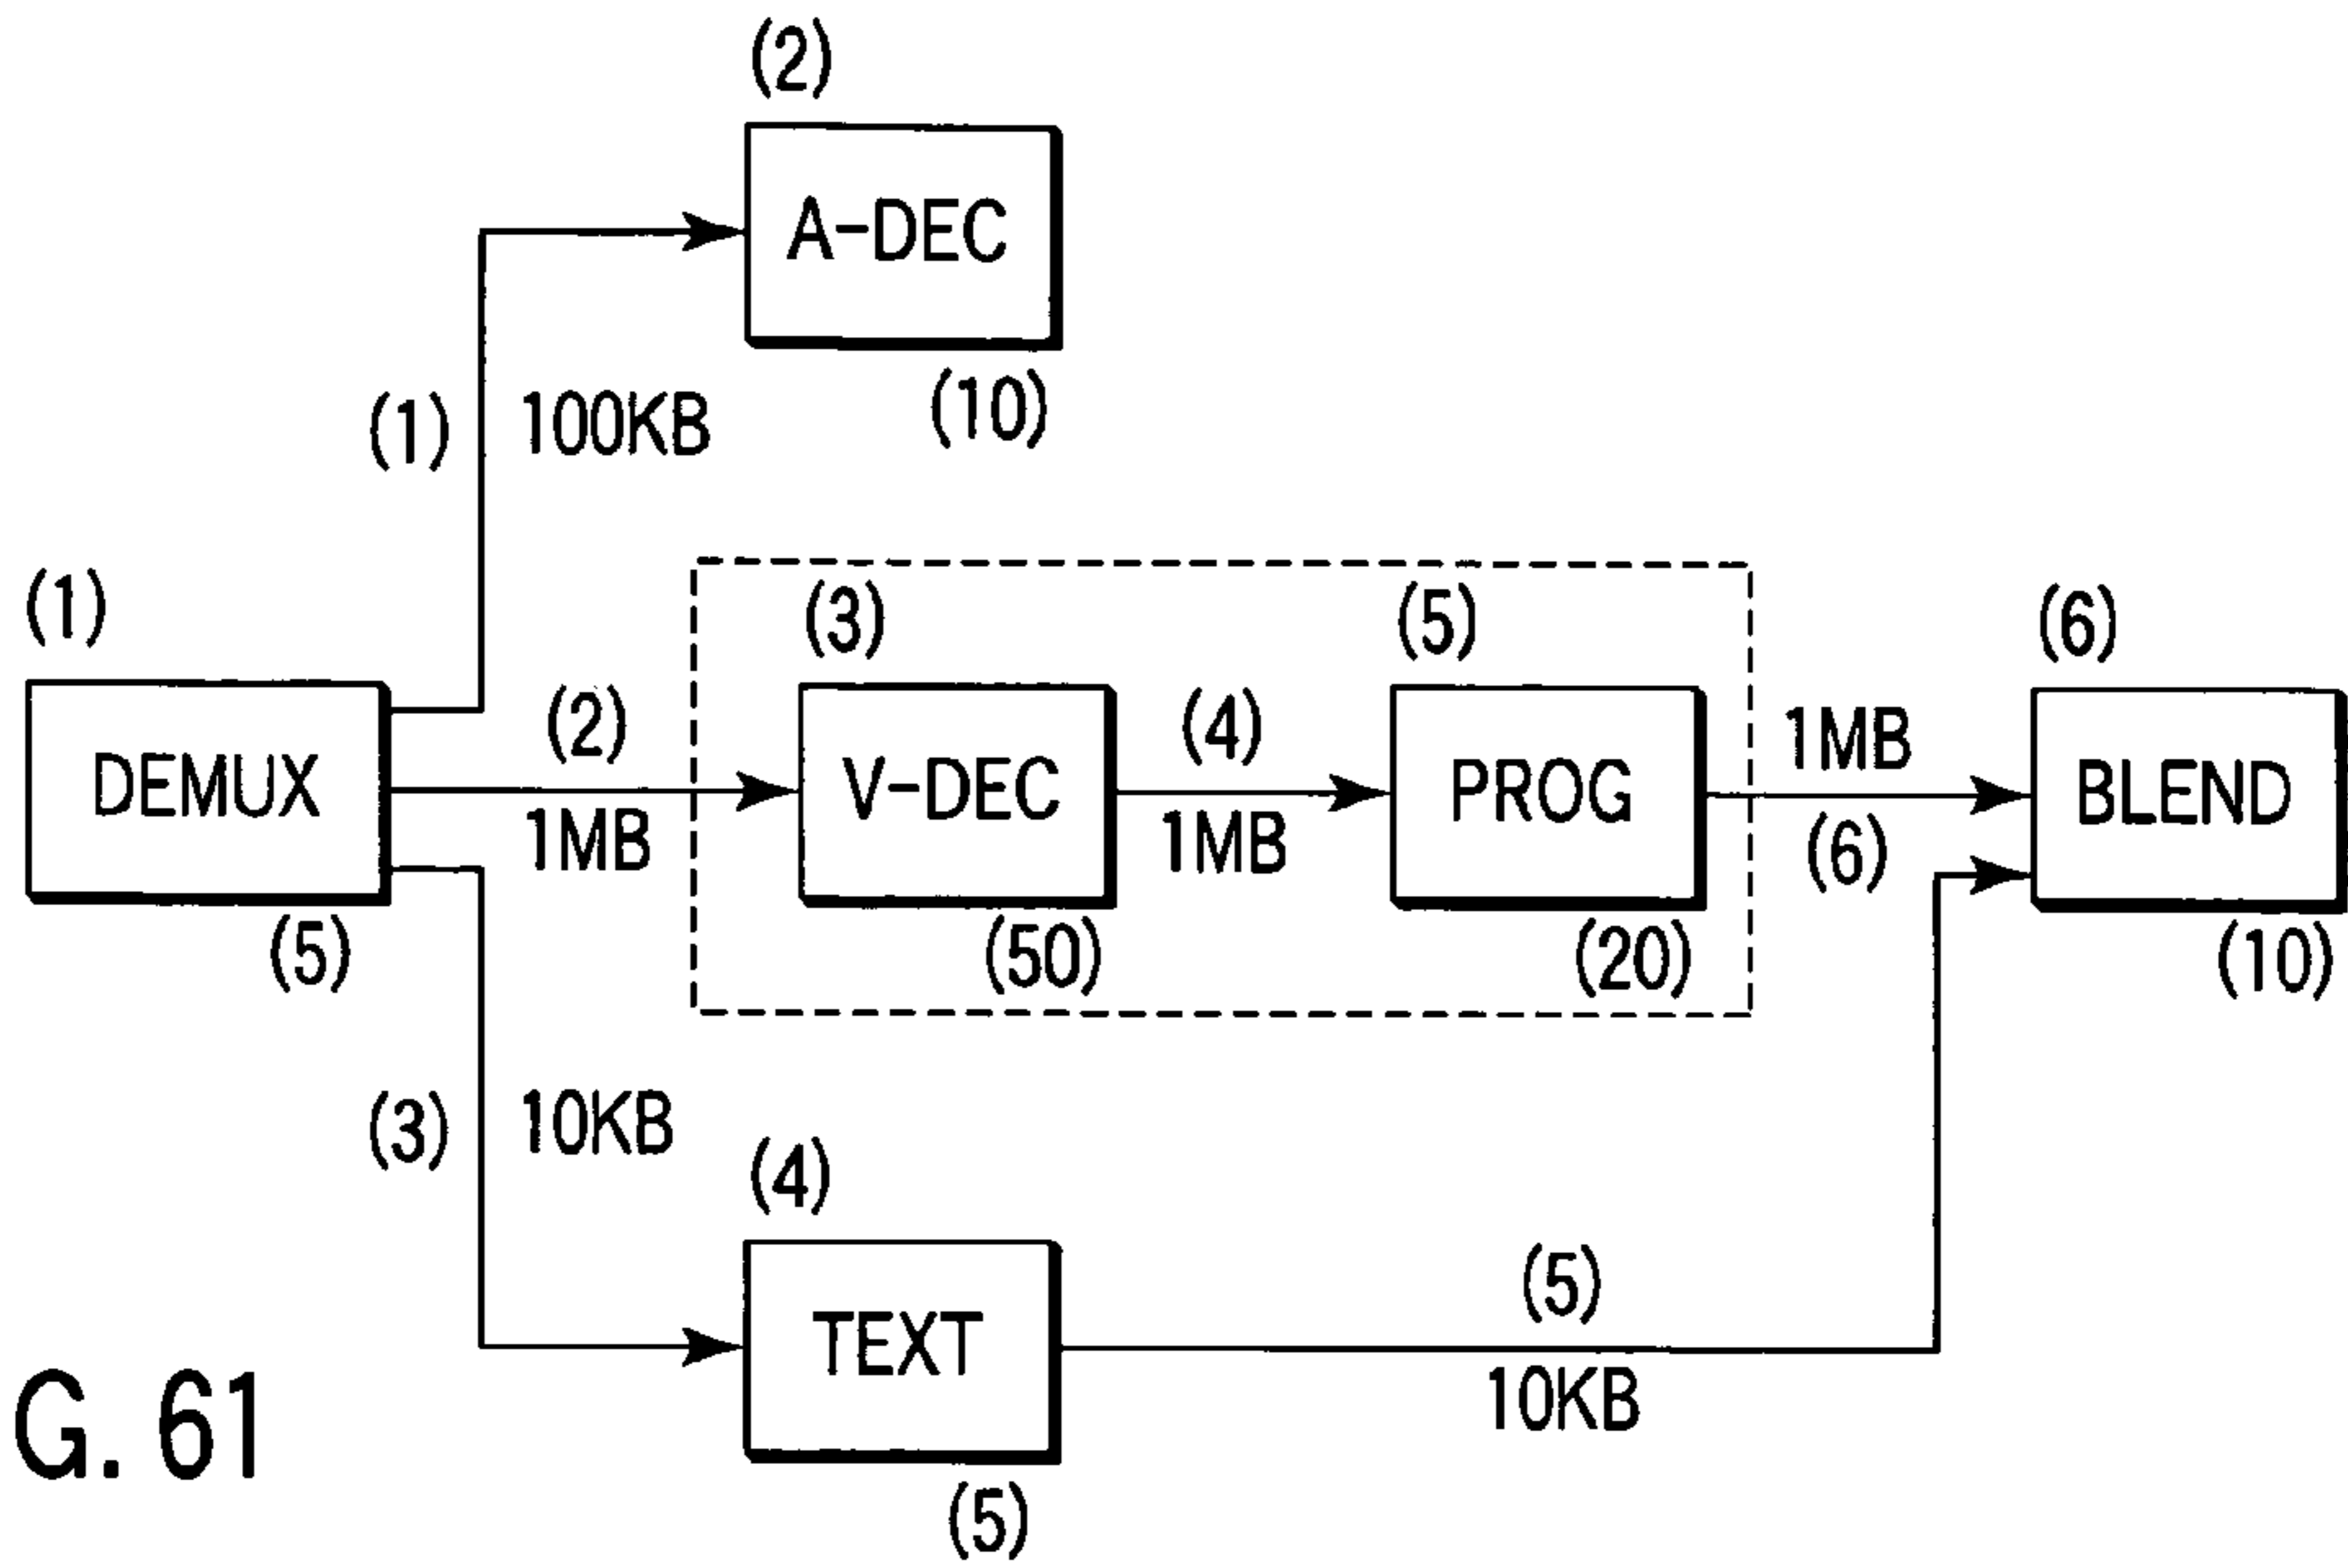 (2)
A-DEC
(10)
(1) 100KB
(1)
DEMUX
(5)
(2)
1MB
(3)
V-DEC
(50)
(4)
1MB
(5)
PROG
(20)
1MB
(6)
(6)
BLEND
(10)
(3) 10KB
(4)
TEXT
(5)
(5)
10KB
G. 61